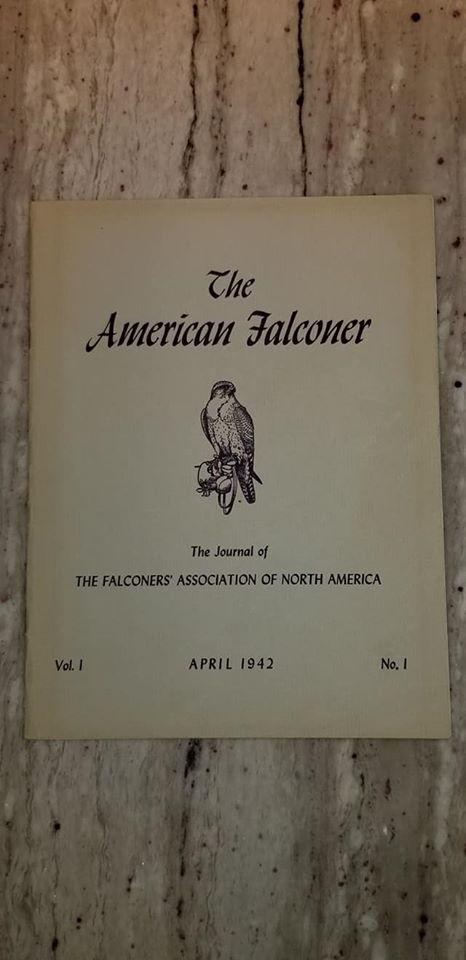 The
American Falconer
The Journal of
THE FALCONERS' ASSOCIATION OF NORTH AMERICA
Vol. I APRIL 1942 No. I